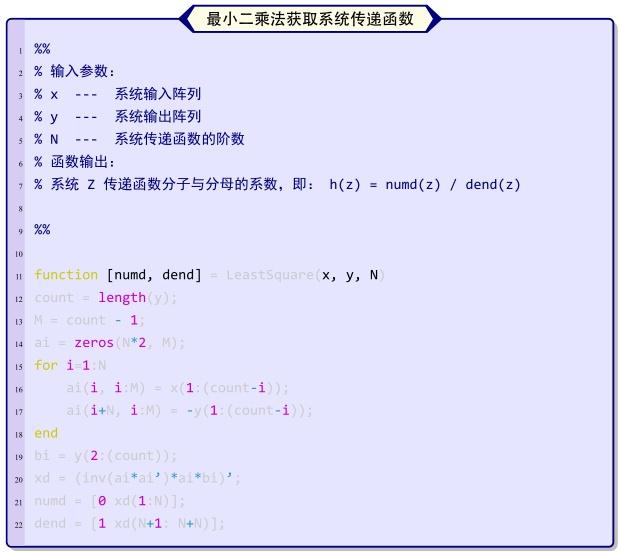 最小二乘法获取系统传递函数
1 %%
2 % 输入参数:
3 % x  ---  系统输入阵列
4 % y  ---  系统输出阵列
5 % N  ---  系统传递函数的阶数
6 % 函数输出:
7 % 系统 Z 传递函数分子与分母的系数，即： h(z) = numd(z) / dend(z)
8
9 %%
10
11 function [numd, dend] = LeastSquare(x, y, N)
12 count = length(y);
13 M = count - 1;
14 ai = zeros(N*2, M);
15 for i=1:N
16     ai(i, i:M) = x(1:(count-i));
17     ai(i+N, i:M) = -y(1:(count-i));
18 end
19 bi = y(2:(count));
20 xd = (inv(ai*ai’)*ai*bi)’;
21 numd = [0 xd(1:N)];
22 dend = [1 xd(N+1: N+N)];